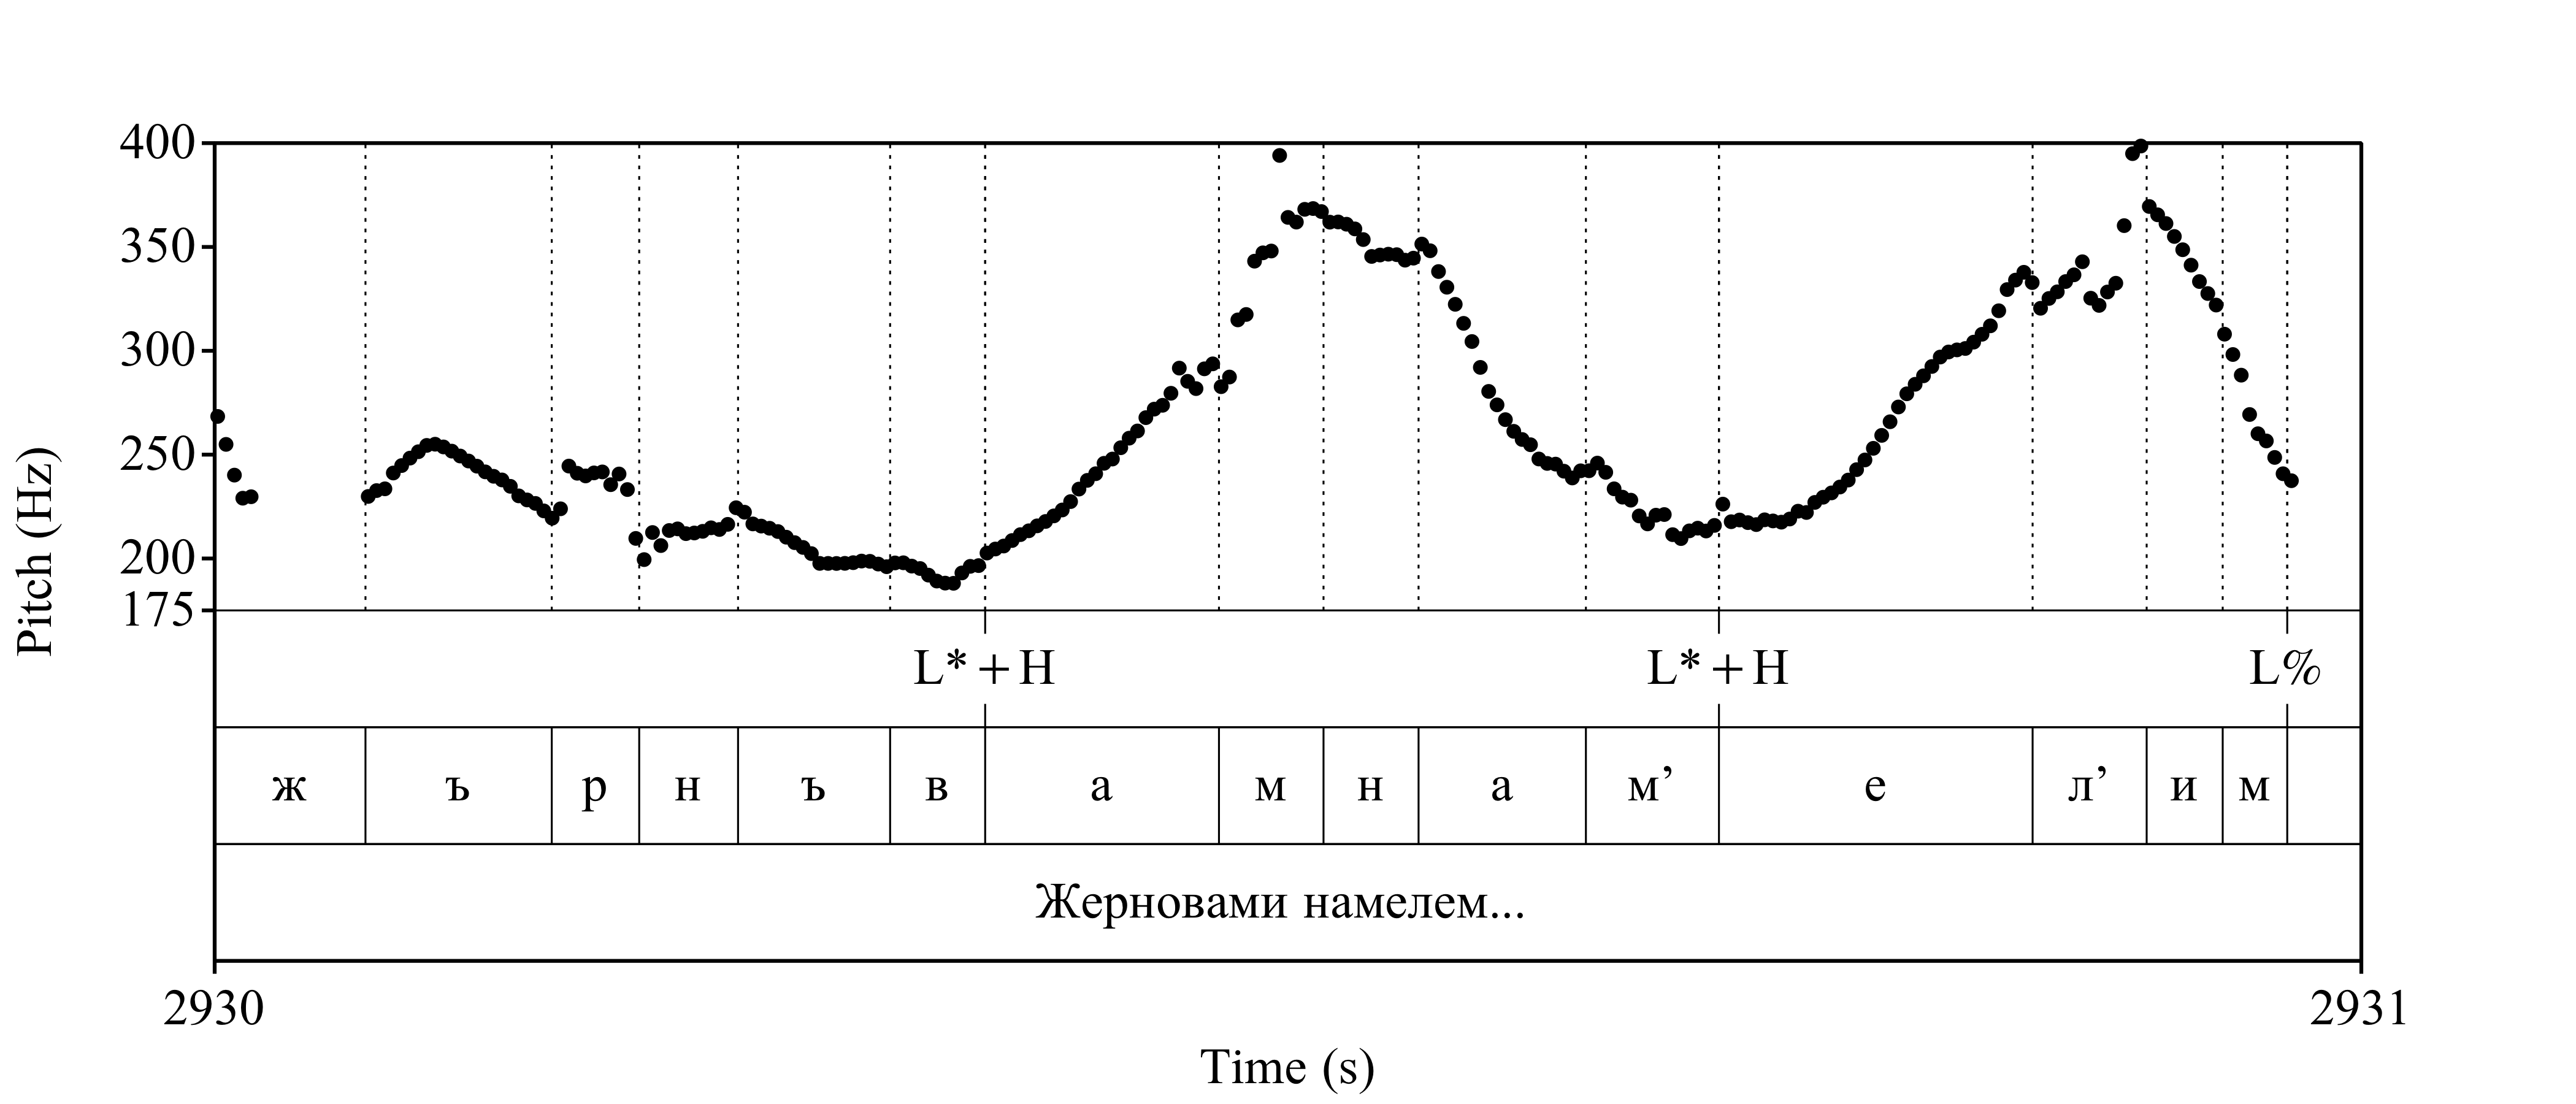 400
350
300
250
200
175
Pitch (Hz)
L* + H L* + H L%
ж ъ р н ъ в а м н а м’ е л’ и м
Жерновами намелем...
2930 2931
Time (s)